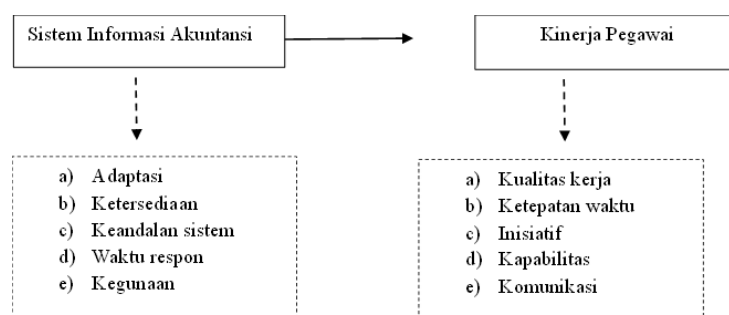 Sistem Informasi Akuntansi
Kinerja Pegawai
a) Adaptasi
b) Ketersediaan
c) Keandalan sistem
d) Waktu respon
e) Kegunaan
a) Kualitas kerja
b) Ketepatan waktu
c) Inisiatif
d) Kapabilitas
e) Komunikasi